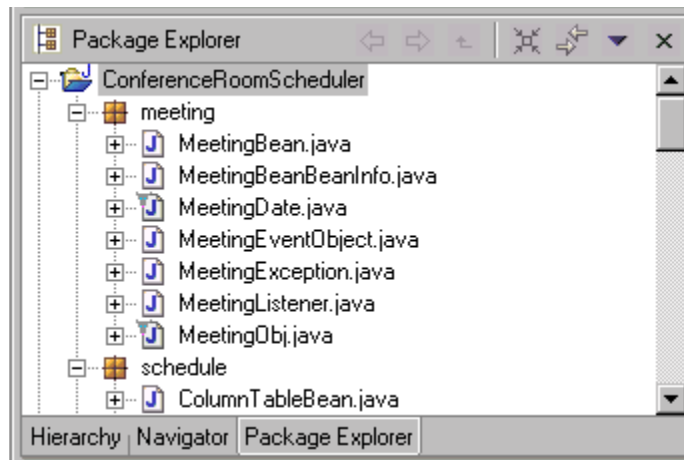 Package Explorer
ConferenceRoomScheduler
meeting
MeetingBean.java
MeetingBeanBeanInfo.java
MeetingDate.java
MeetingEventObject.java
MeetingException.java
MeetingListener.java
MeetingObj.java
schedule
ColumnTableBean.java
Hierarchy Navigator Package Explorer